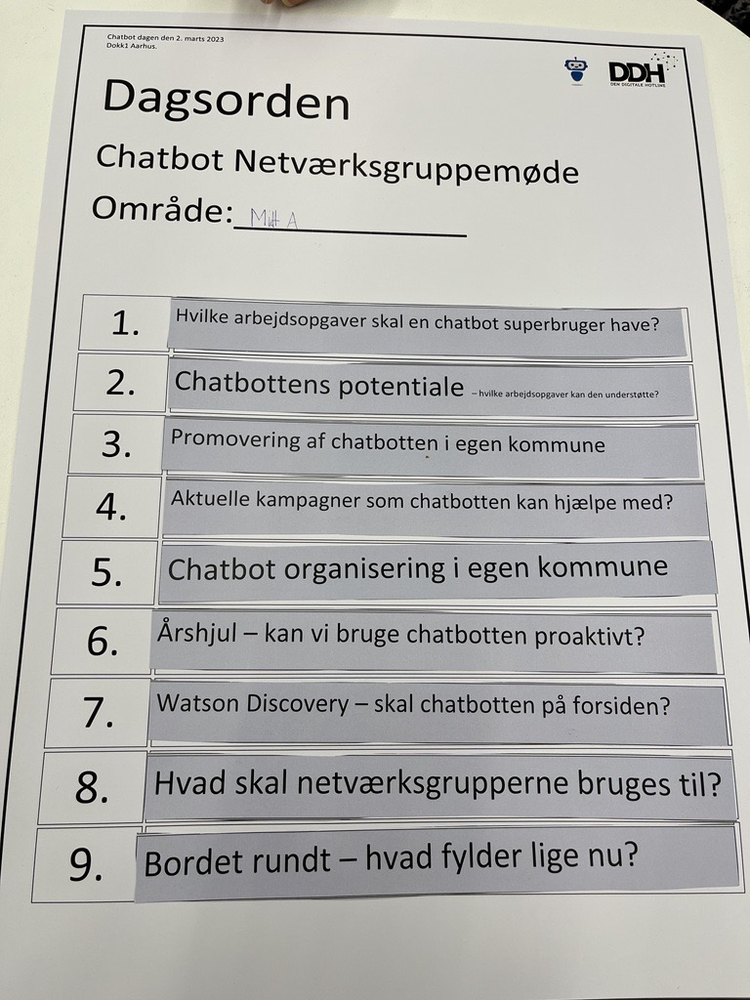 Chatbot dagen den 2. marts 2023
Dokk1 Aarhus.
DDH
DEN DIGITALE HOTLINE
Dagsorden
Chatbot Netværksgruppemøde
Område: Midt A
1. Hvilke arbejdsopgaver skal en chatbot superbruger have?
2. Chatbottens potentiale – hvilke arbejdsopgaver kan den understøtte?
3. Promovering af chatbotten i egen kommune
4. Aktuelle kampagner som chatbotten kan hjælpe med?
5. Chatbot organisering i egen kommune
6. Årshjul – kan vi bruge chatbotten proaktivt?
7. Watson Discovery – skal chatbotten på forsiden?
8. Hvad skal netværksgrupperne bruges til?
9. Bordet rundt – hvad fylder lige nu?